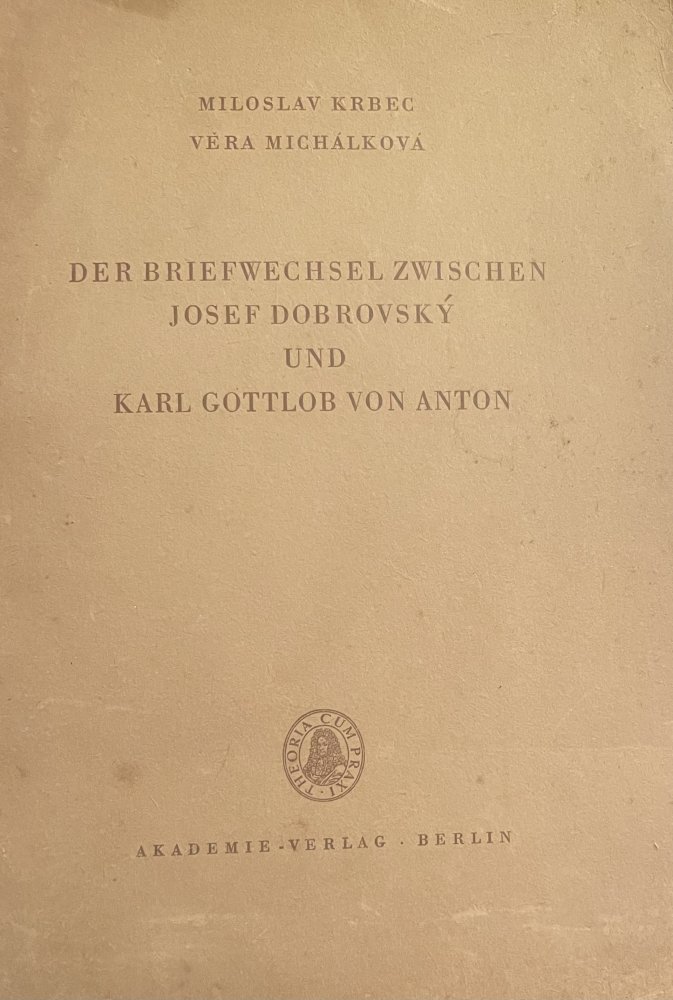 MILOSLAV KRBEC
VĚRA MICHÁLKOVÁ
DER BRIEFWECHSEL ZWISCHEN
JOSEF DOBROVSKÝ
UND
KARL GOTTLOB VON ANTON
THEORIA CUM PRAXI
AKADEMIE-VERLAG · BERLIN